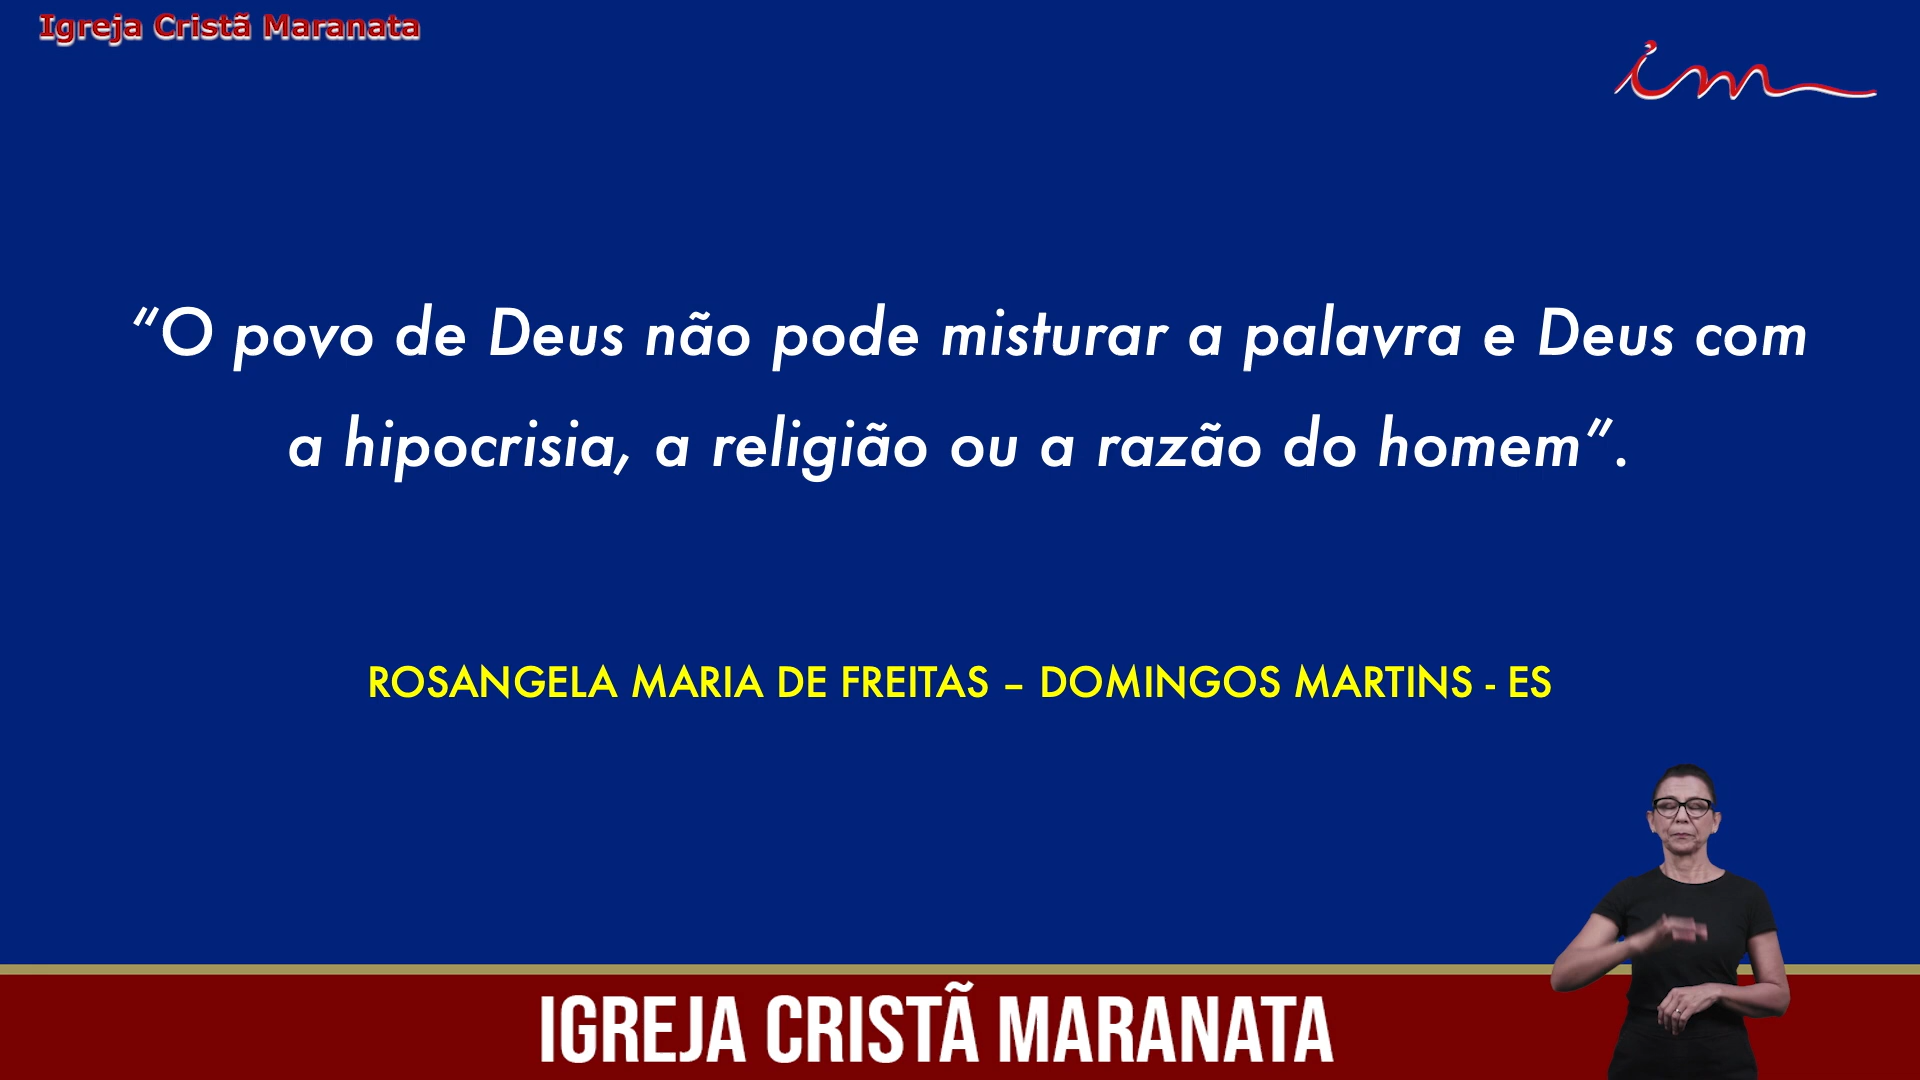 Igreja Cristã Maranata
im
“O povo de Deus não pode misturar a palavra e Deus com
a hipocrisia, a religião ou a razão do homem”.
ROSANGELA MARIA DE FREITAS – DOMINGOS MARTINS - ES
IGREJA CRISTÃ MARANATA